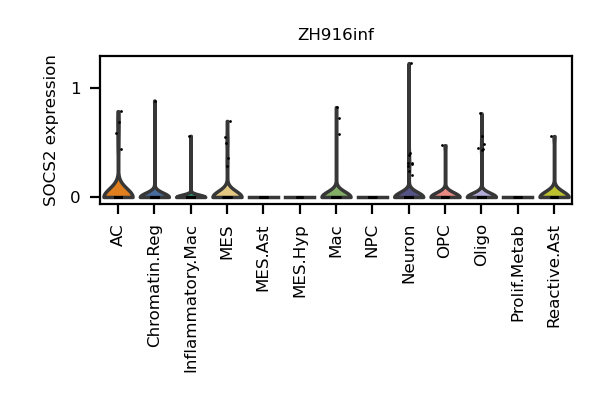 ZH916inf
SOCS2 expression
1
0
AC
Chromatin.Reg
Inflammatory.Mac
MES
MES.Ast
MES.Hyp
Mac
NPC
Neuron
OPC
Oligo
Prolif.Metab
Reactive.Ast